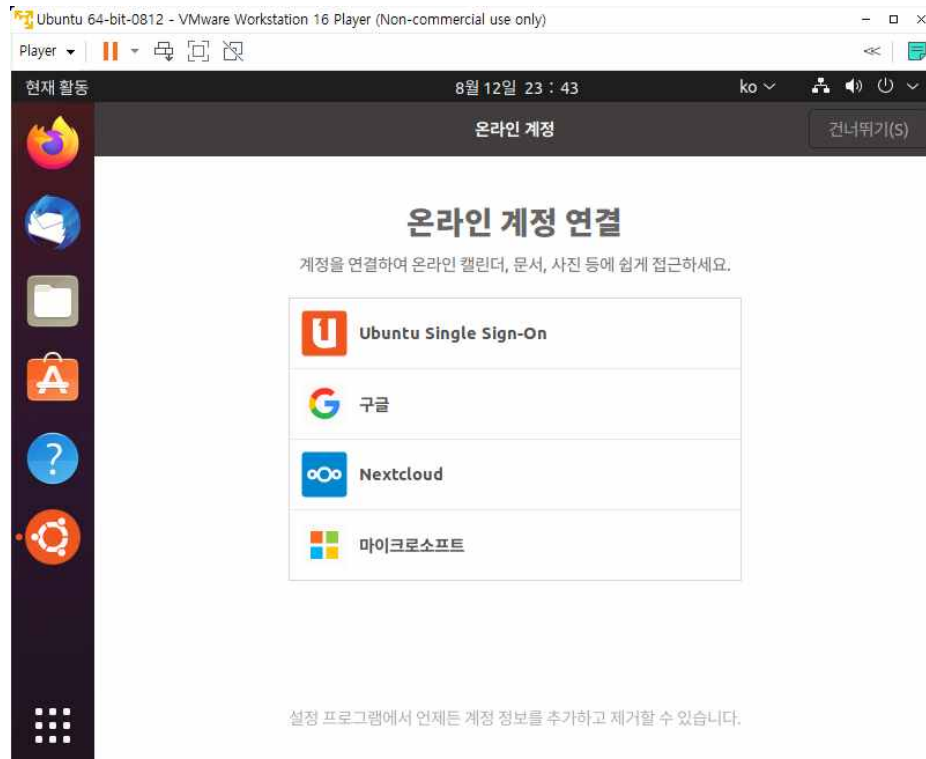 Ubuntu 64-bit-0812 - VMware Workstation 16 Player (Non-commercial use only)
Player
현재 활동
8월 12일 23 : 43
ko
온라인 계정
건너뛰기(S)
온라인 계정 연결
계정을 연결하여 온라인 캘린더, 문서, 사진 등에 쉽게 접근하세요.
Ubuntu Single Sign-On
구글
Nextcloud
마이크로소프트
설정 프로그램에서 언제든 계정 정보를 추가하고 제거할 수 있습니다.